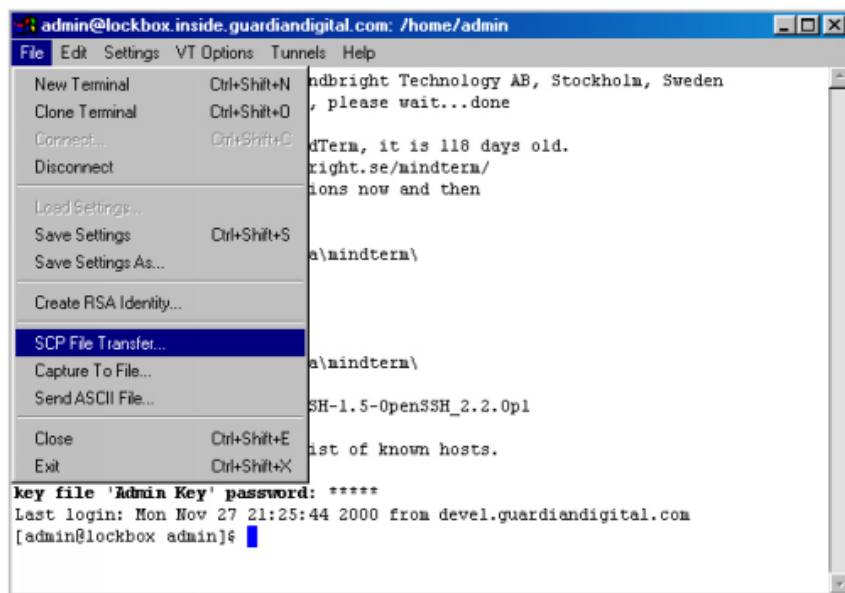 admin@lockbox.inside.guardiandigital.com: /home/admin
File Edit Settings VT Options Tunnels Help
New Terminal Ctrl+Shift+N
Clone Terminal Ctrl+Shift+O
Connect... Ctrl+Shift+C
Disconnect
Load Settings...
Save Settings Ctrl+Shift+S
Save Settings As...
Create RSA Identity...
SCP File Transfer...
Capture To File...
Send ASCII File...
Close Ctrl+Shift+E
Exit Ctrl+Shift+X
ndbright Technology AB, Stockholm, Sweden
, please wait...done
dTerm, it is 118 days old.
right.se/mindterm/
ions now and then
a\mindterm\
a\mindterm\
SH-1.5-OpenSSH_2.2.0p1
ist of known hosts.
key file 'Admin Key' password: *****
Last login: Mon Nov 27 21:25:44 2000 from devel.guardiandigital.com
[admin@lockbox admin]$